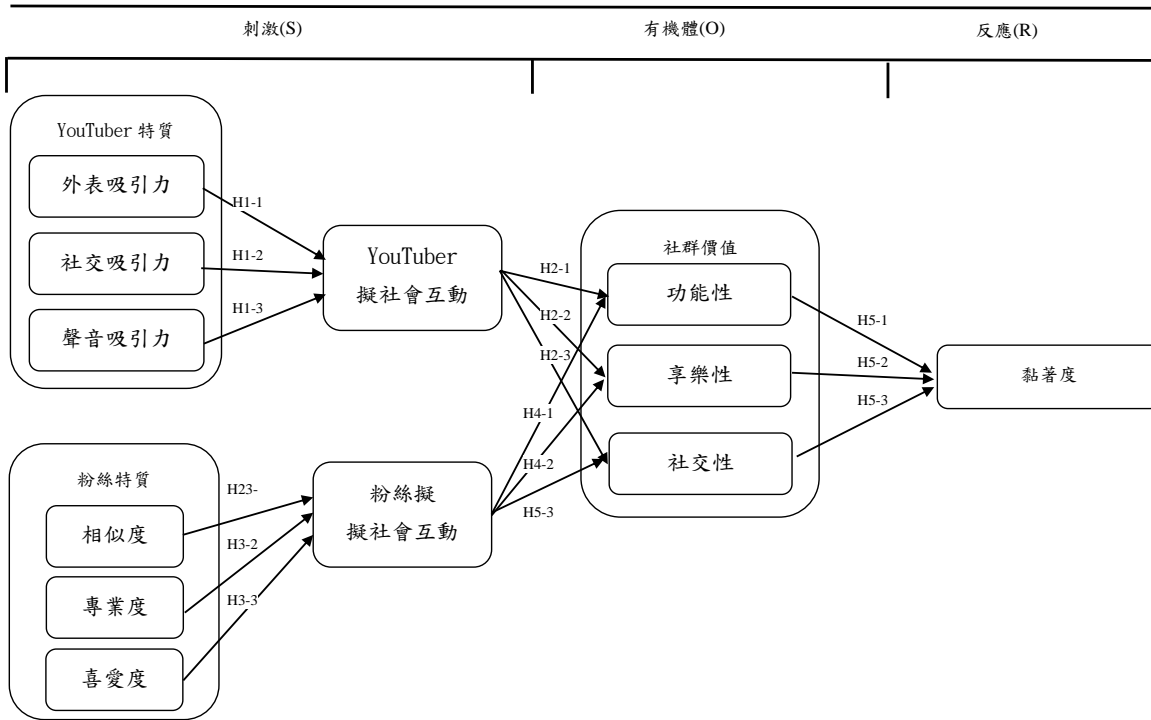 刺激(S)
有機體(O)
反應(R)
YouTuber 特質
外表吸引力
社交吸引力
聲音吸引力
H1-1
H1-2
H1-3
YouTuber
擬社會互動
粉絲特質
相似度
專業度
喜愛度
H23-
H3-2
H3-3
粉絲擬
擬社會互動
H2-1
H2-2
H2-3
H4-1
H4-2
H5-3
社群價值
功能性
享樂性
社交性
H5-1
H5-2
H5-3
黏著度